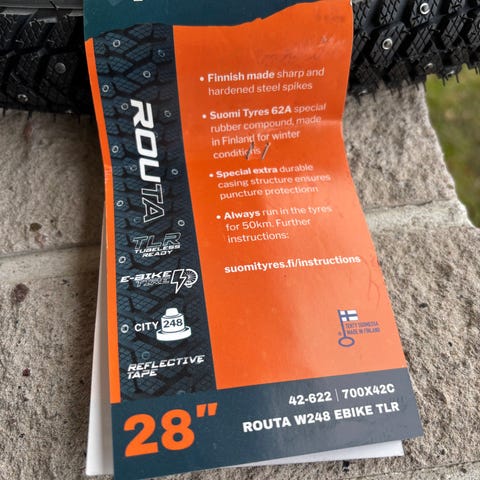 ROUTA
TLR
TUBELESS
READY
E-BIKE
TIRE
CITY 248
REFLECTIVE
TAPE
• Finnish made sharp and
hardened steel spikes
• Suomi Tyres 62A special
rubber compound, made
in Finland for winter
conditions
• Special extra durable
casing structure ensures
puncture protectionn
• Always run in the tyres
for 50km. Further
instructions:
suomityres.fi/instructions
TEHTY SUOMESSA
MADE IN FINLAND
28"
42-622 | 700X42C
ROUTA W248 EBIKE TLR